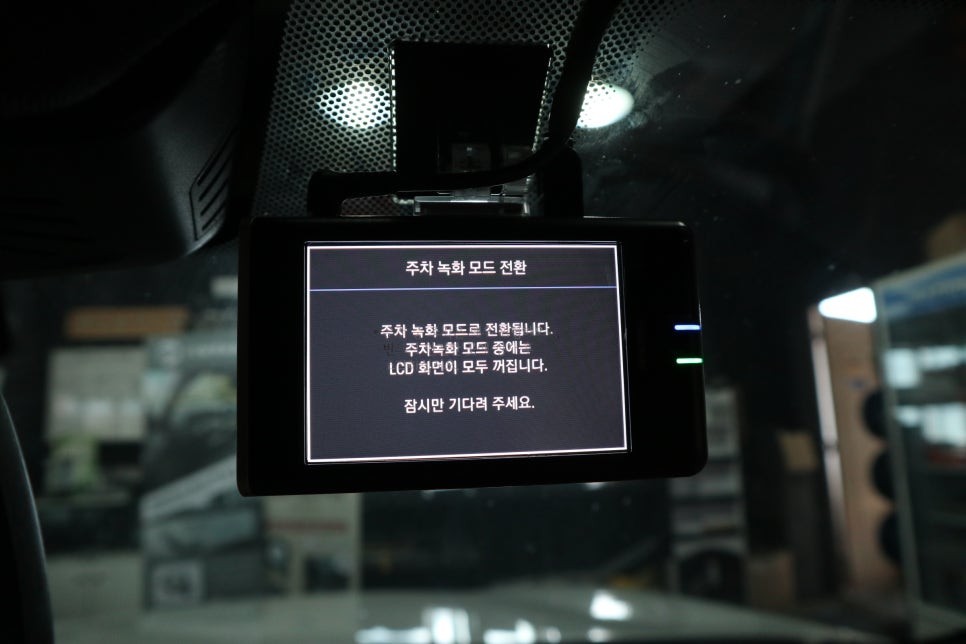 주차 녹화 모드 전환
주차 녹화 모드로 전환됩니다.
주차녹화 모드 중에는
LCD 화면이 모두 꺼집니다.
잠시만 기다려 주세요.